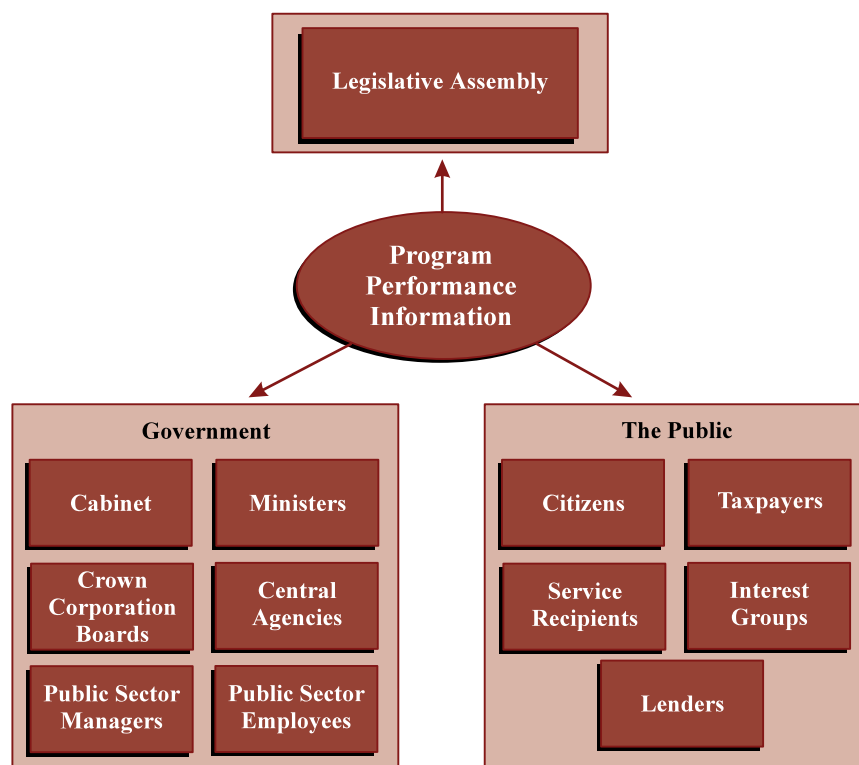 Legislative Assembly
Program
Performance
Information
Government
Cabinet
Ministers
Crown
Corporation
Boards
Central
Agencies
Public Sector
Managers
Public Sector
Employees
The Public
Citizens
Taxpayers
Service
Recipients
Interest
Groups
Lenders